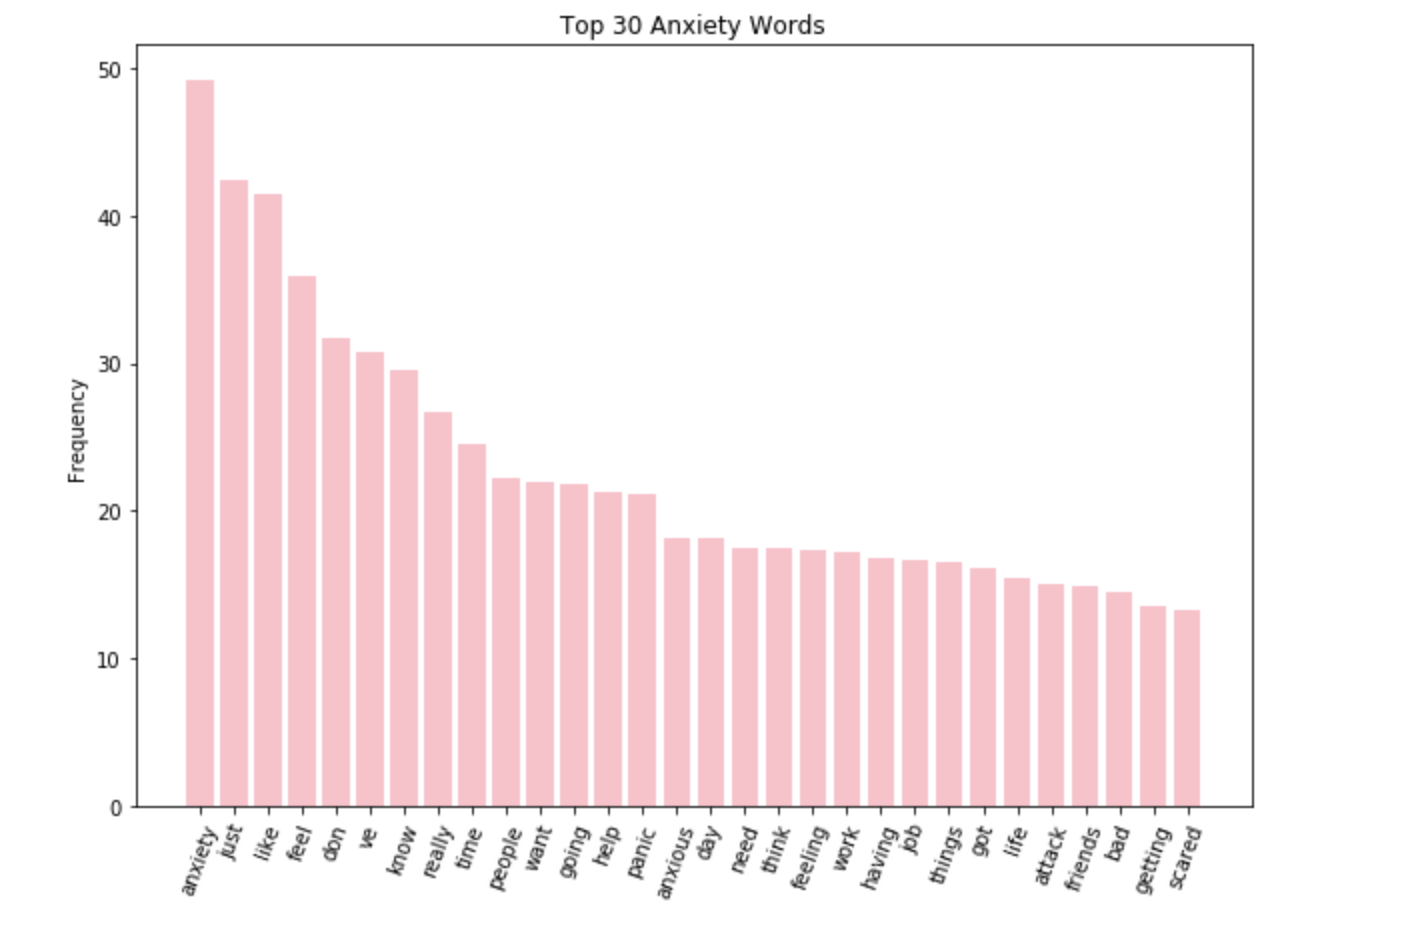 Top 30 Anxiety Words
Frequency
50
40
30
20
10
0
anxiety
just
like
feel
don
ve
know
really
time
people
want
going
help
panic
anxious
day
need
think
feeling
work
having
job
things
got
life
attack
friends
bad
getting
scared